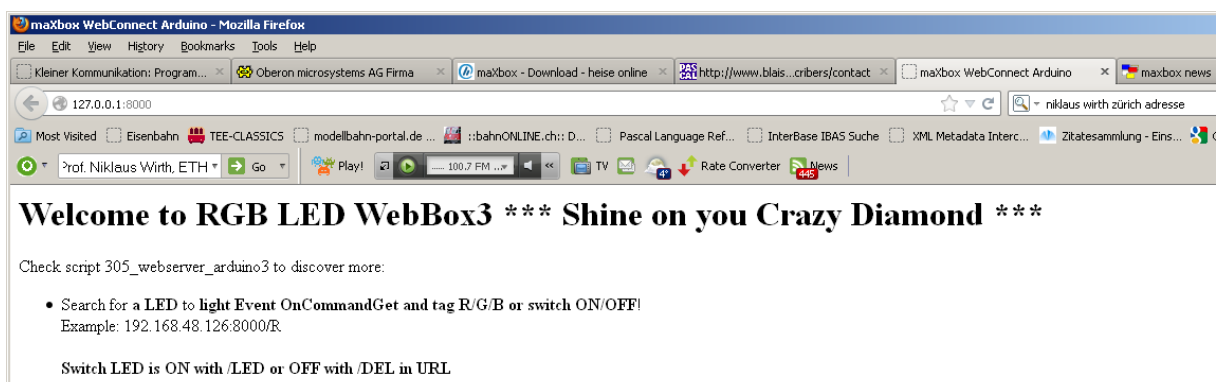 maXbox WebConnect Arduino - Mozilla Firefox
File Edit View History Bookmarks Tools Help
Kleiner Kommunikation: Program... Oberon microsystems AG Firma maXbox - Download - heise online http://www.blais...cribers/contact maXbox WebConnect Arduino maxbox news
127.0.0.1:8000 niklaus wirth zürich adresse
Most Visited Eisenbahn TEE-CLASSICS modellbahn-portal.de ... ::bahnONLINE.ch:: D... Pascal Language Ref... InterBase IBAS Suche XML Metadata Interc... Zitatesammlung - Eins...
Prof. Niklaus Wirth, ETH Go Play! ..... 100.7 FM ... TV 4° Rate Converter News 445
Welcome to RGB LED WebBox3 *** Shine on you Crazy Diamond ***
Check script 305_webserver_arduino3 to discover more:
• Search for a LED to light Event OnCommandGet and tag R/G/B or switch ON/OFF!
Example: 192.168.48.126:8000/R
Switch LED is ON with /LED or OFF with /DEL in URL